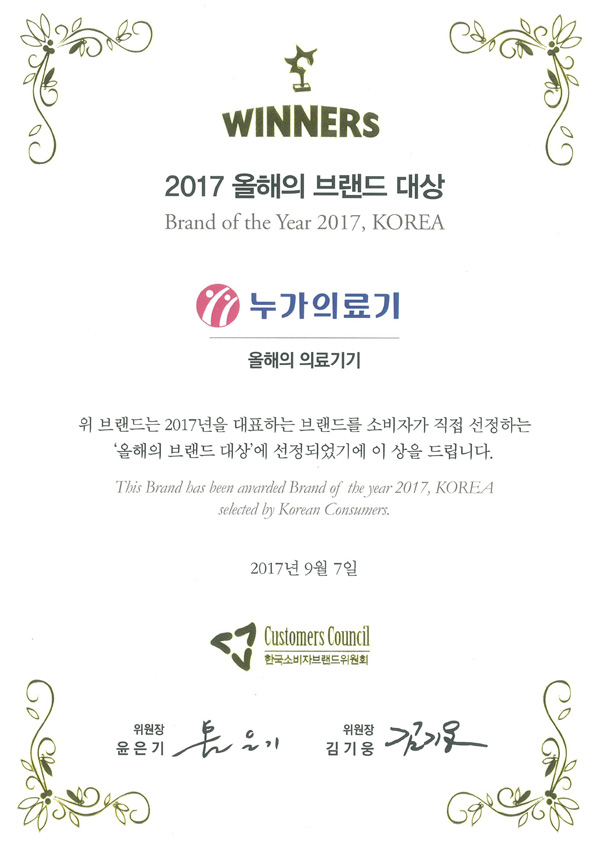 WINNERS
2017 올해의 브랜드 대상
Brand of the Year 2017, KOREA
누가의료기
올해의 의료기기
위 브랜드는 2017년을 대표하는 브랜드를 소비자가 직접 선정하는
‘올해의 브랜드 대상’에 선정되었기에 이 상을 드립니다.
This Brand has been awarded Brand of the year 2017, KOREA
selected by Korean Consumers.
2017년 9월 7일
Customers Council
한국소비자브랜드위원회
위원장
윤은기 윤은기
위원장
김기웅 김기웅